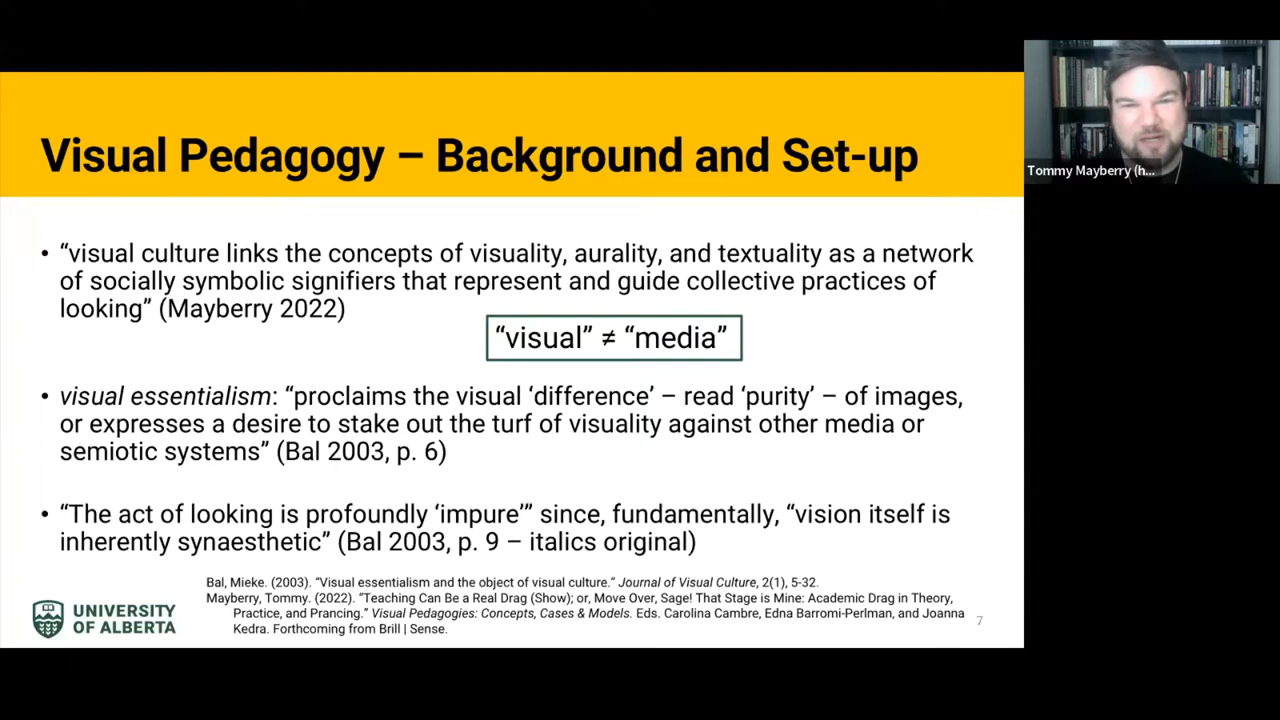 Visual Pedagogy – Background and Set-up
Tommy Mayberry (h...
• “visual culture links the concepts of visuality, aurality, and textuality as a network
of socially symbolic signifiers that represent and guide collective practices of
looking” (Mayberry 2022)
“visual” ≠ “media”
• visual essentialism: “proclaims the visual ‘difference’ – read ‘purity’ – of images,
or expresses a desire to stake out the turf of visuality against other media or
semiotic systems” (Bal 2003, p. 6)
• “The act of looking is profoundly ‘impure’” since, fundamentally, “vision itself is
inherently synaesthetic” (Bal 2003, p. 9 – italics original)
Bal, Mieke. (2003). “Visual essentialism and the object of visual culture.” Journal of Visual Culture, 2(1), 5-32.
Mayberry, Tommy. (2022). “Teaching Can Be a Real Drag (Show); or, Move Over, Sage! That Stage is Mine: Academic Drag in Theory,
Practice, and Prancing.” Visual Pedagogies: Concepts, Cases & Models. Eds. Carolina Cambre, Edna Barromi-Perlman, and Joanna
Kedra. Forthcoming from Brill | Sense.
7
UNIVERSITY
OF ALBERTA